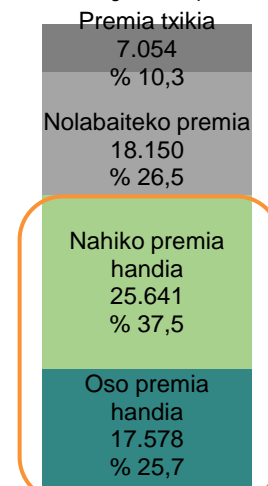 Premia txikia
7.054
% 10,3
Nolabaiteko premia
18.150
% 26,5
Nahiko premia
handia
25.641
% 37,5
Oso premia
handia
17.578
% 25,7